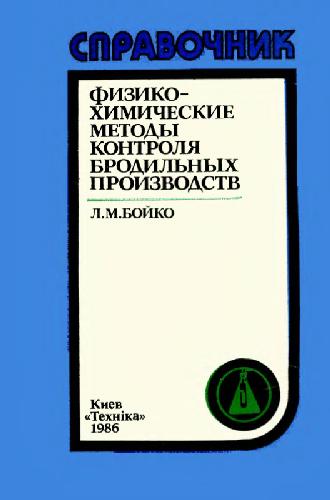 СПРАВОЧНИК
ФИЗИКО-
ХИМИЧЕСКИЕ
МЕТОДЫ
КОНТРОЛЯ
БРОДИЛЬНЫХ
ПРОИЗВОДСТВ
Л.М.БОЙКО
Киев
«Техніка»
1986